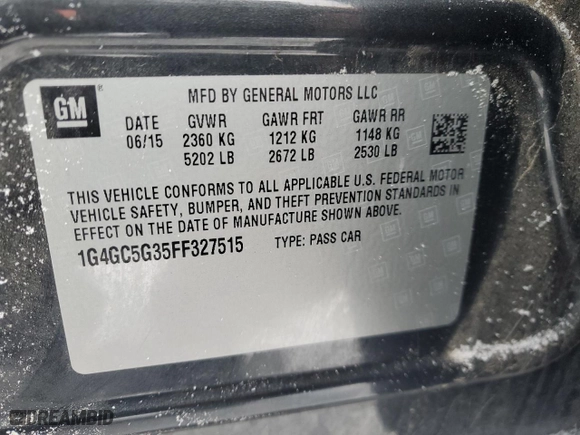 GM
MFD BY GENERAL MOTORS LLC
DATE GVWR GAWR FRT GAWR RR
06/15 2360 KG 1212 KG 1148 KG
5202 LB 2672 LB 2530 LB
THIS VEHICLE CONFORMS TO ALL APPLICABLE U.S. FEDERAL MOTOR
VEHICLE SAFETY, BUMPER, AND THEFT PREVENTION STANDARDS IN
EFFECT ON THE DATE OF MANUFACTURE SHOWN ABOVE.
1G4GC5G35FF327515 TYPE: PASS CAR
DREAMBID